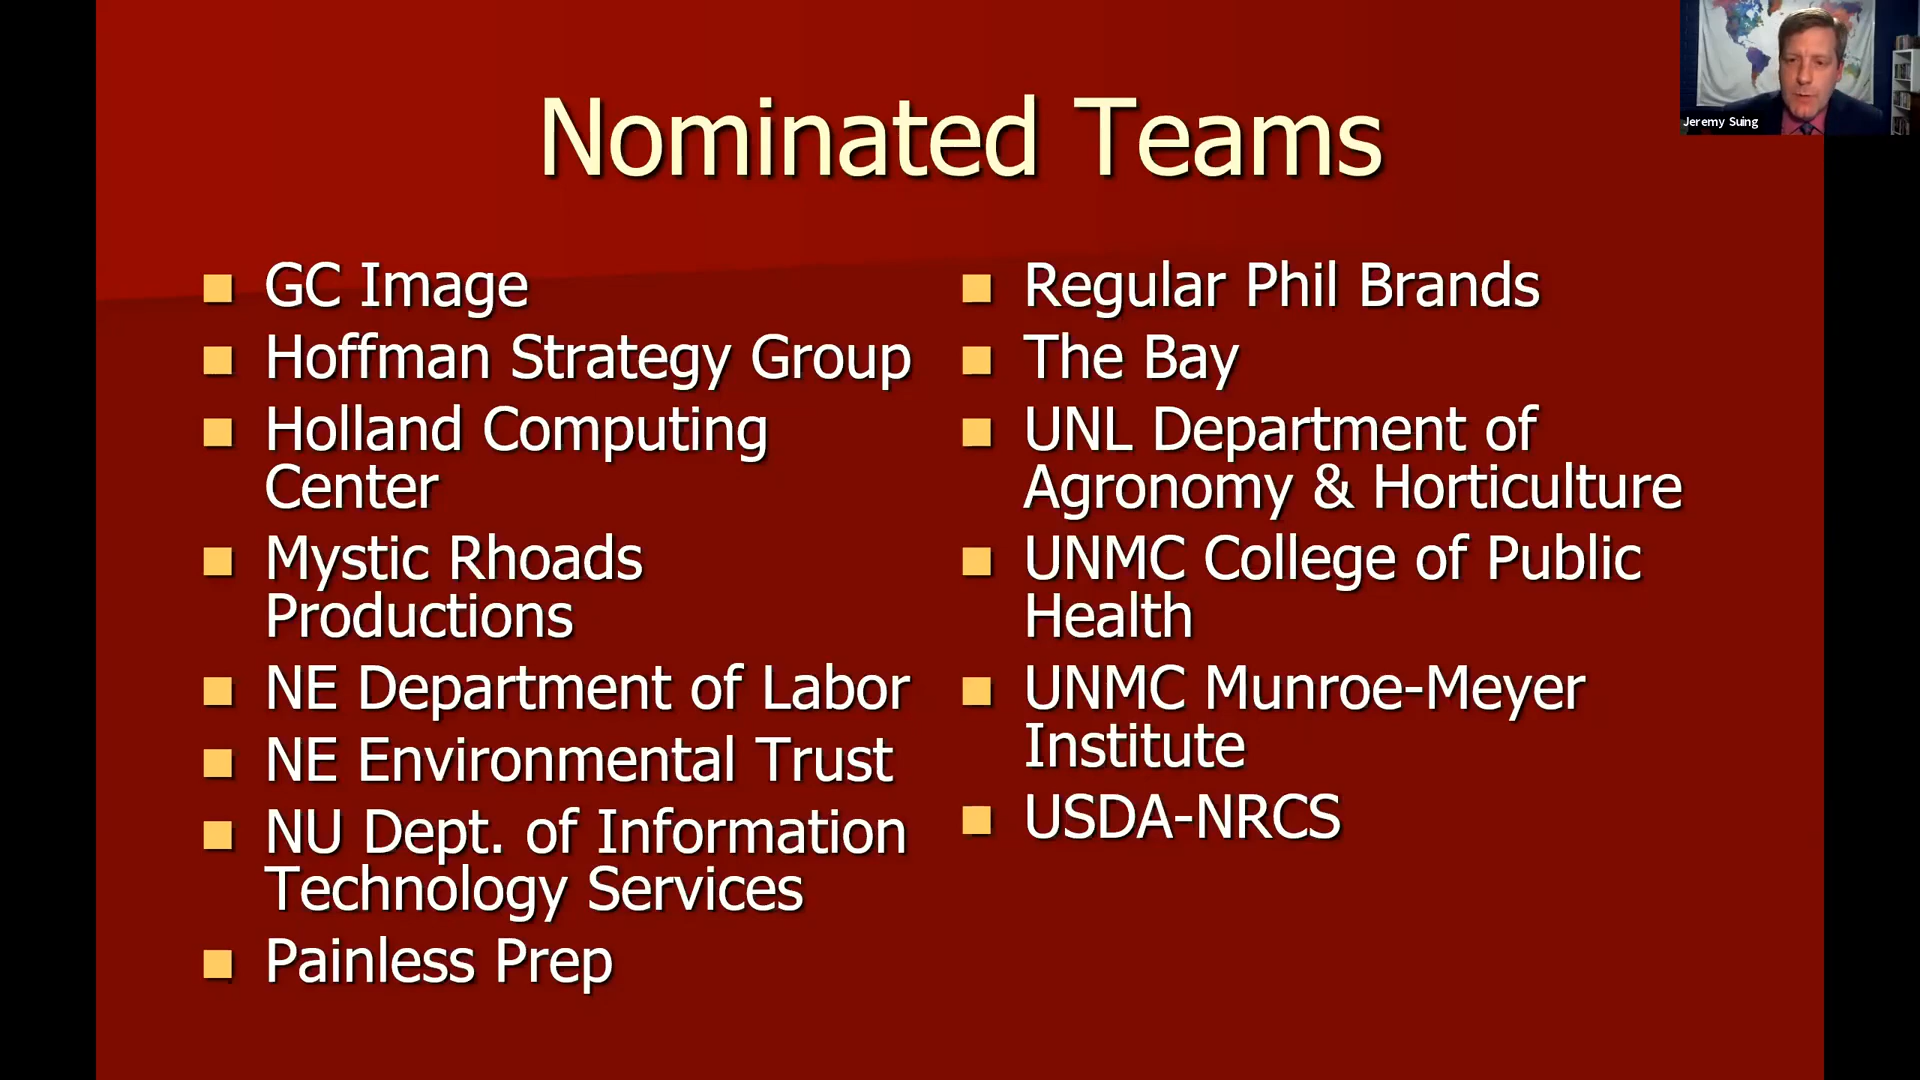 Nominated Teams
GC Image
Hoffman Strategy Group
Holland Computing
Center
Mystic Rhoads
Productions
NE Department of Labor
NE Environmental Trust
NU Dept. of Information
Technology Services
Painless Prep
Regular Phil Brands
The Bay
UNL Department of
Agronomy & Horticulture
UNMC College of Public
Health
UNMC Munroe-Meyer
Institute
USDA-NRCS
Jeremy Suing